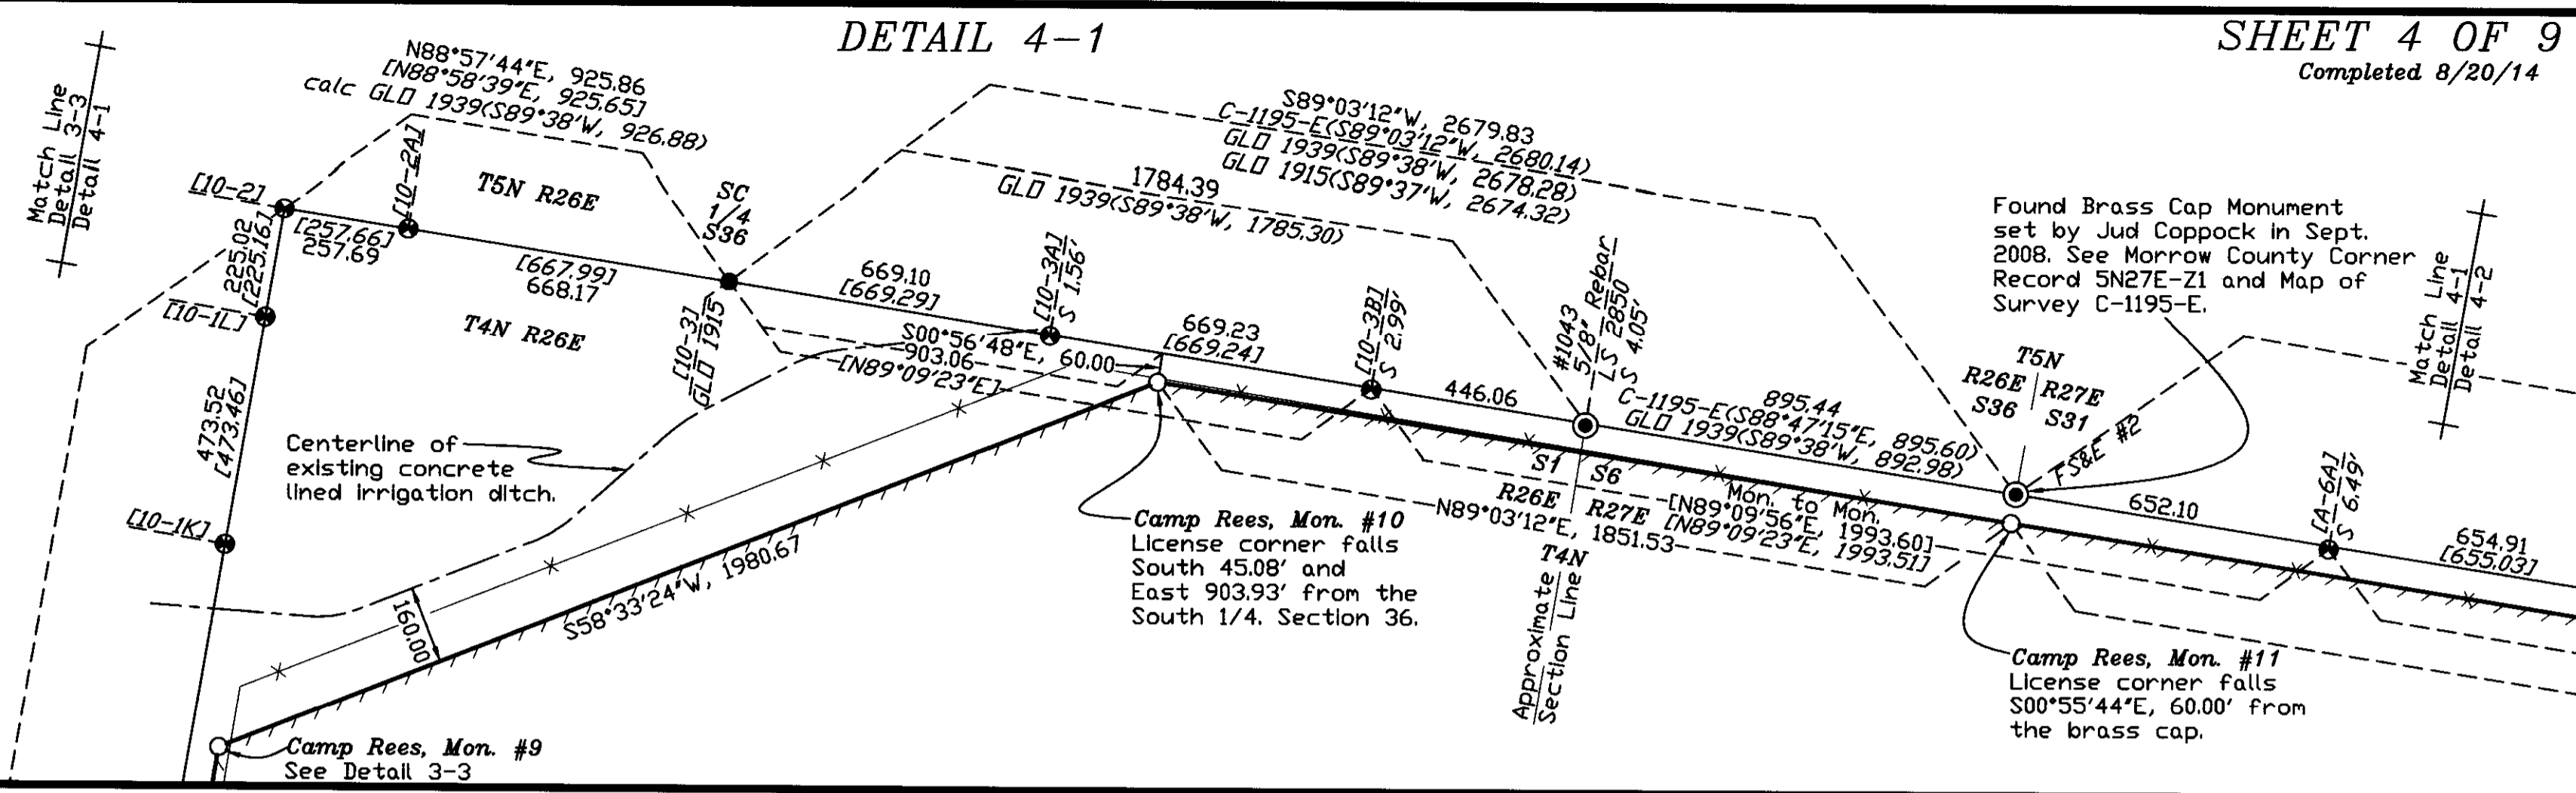 DETAIL 4-1
SHEET 4 OF 9
Completed 8/20/14
Match Line
Detail 3-3
Detail 4-1
N88°57'44"E, 925.86
[N88°58'39"E, 925.65]
calc GLO 1939(S89°38'W, 926.88)
[10-2]
[10-2A]
T5N R26E
SC
1/4
S36
[257.66]
257.69
225.02
[225.16]
[10-1L]
[667.99]
668.17
T4N R26E
[10-3]
GLO 1915
473.52
[473.46]
[10-1K]
S89°03'12"W, 2679.83
C-1195-E(S89°03'12"W, 2680.14)
GLO 1939(S89°38'W, 2678.28)
GLO 1915(S89°37'W, 2674.32)
1784.39
GLO 1939(S89°38'W, 1785.30)
669.10
[669.29]
[10-3A]
S 1.56'
S00°56'48"E, 60.00
903.06
[N89°09'23"E]
669.23
[669.24]
[10-3B]
S 2.99'
446.06
#1043
5/8" Rebar
LS 2850
S 4.05'
895.44
C-1195-E(S88°47'15"E, 895.60)
GLO 1939(S89°38'W, 892.98)
Found Brass Cap Monument
set by Jud Coppock in Sept.
2008. See Morrow County Corner
Record 5N27E-Z1 and Map of
Survey C-1195-E.
Match Line
Detail 4-1
Detail 4-2
T5N
R26E R27E
S36 S31
FS&E #2
652.10
[A-6A]
S 6.49'
654.91
[655.03]
S1 S6
R26E R27E
T4N
[N89°09'56"E, 1993.60]
Mon. to Mon.
[N89°09'23"E, 1993.51]
N89°03'12"E, 1851.53
Approximate
Section Line
Centerline of
existing concrete
lined irrigation ditch.
160.00
S58°33'24"W, 1980.67
Camp Rees, Mon. #10
License corner falls
South 45.08' and
East 903.93' from the
South 1/4. Section 36.
Camp Rees, Mon. #11
License corner falls
S00°55'44"E, 60.00' from
the brass cap.
Camp Rees, Mon. #9
See Detail 3-3